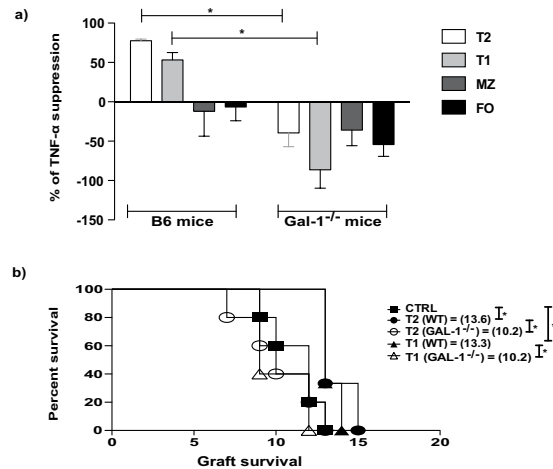 a)
% of TNF-α suppression
100
50
0
-50
-100
-150
*
*
B6 mice
Gal-1-/- mice
T2
T1
MZ
FO
b)
Percent survival
100
80
60
40
20
0
0
5
10
15
20
Graft survival
CTRL
T2 (WT) = (13.6)
T2 (GAL-1-/-) = (10.2)
T1 (WT) = (13.3)
T1 (GAL-1-/-) = (10.2)
*
*
*